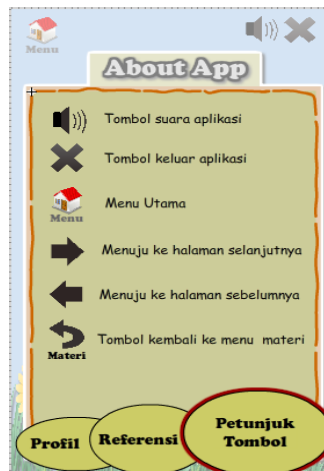 Menu
About App
Tombol suara aplikasi
Tombol keluar aplikasi
Menu
Menu Utama
Menuju ke halaman selanjutnya
Menuju ke halaman sebelumnya
Materi
Tombol kembali ke menu materi
Profil
Referensi
Petunjuk
Tombol